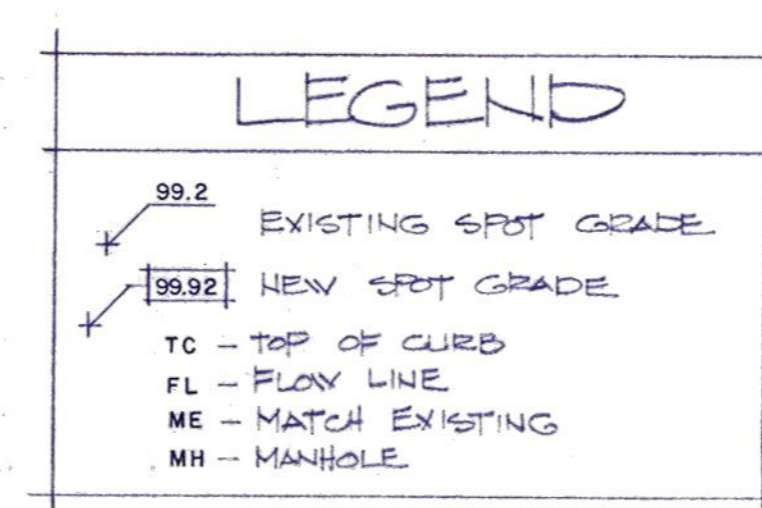 LEGEND
99.2 EXISTING SPOT GRADE
99.92 NEW SPOT GRADE
TC - TOP OF CURB
FL - FLOW LINE
ME - MATCH EXISTING
MH - MANHOLE